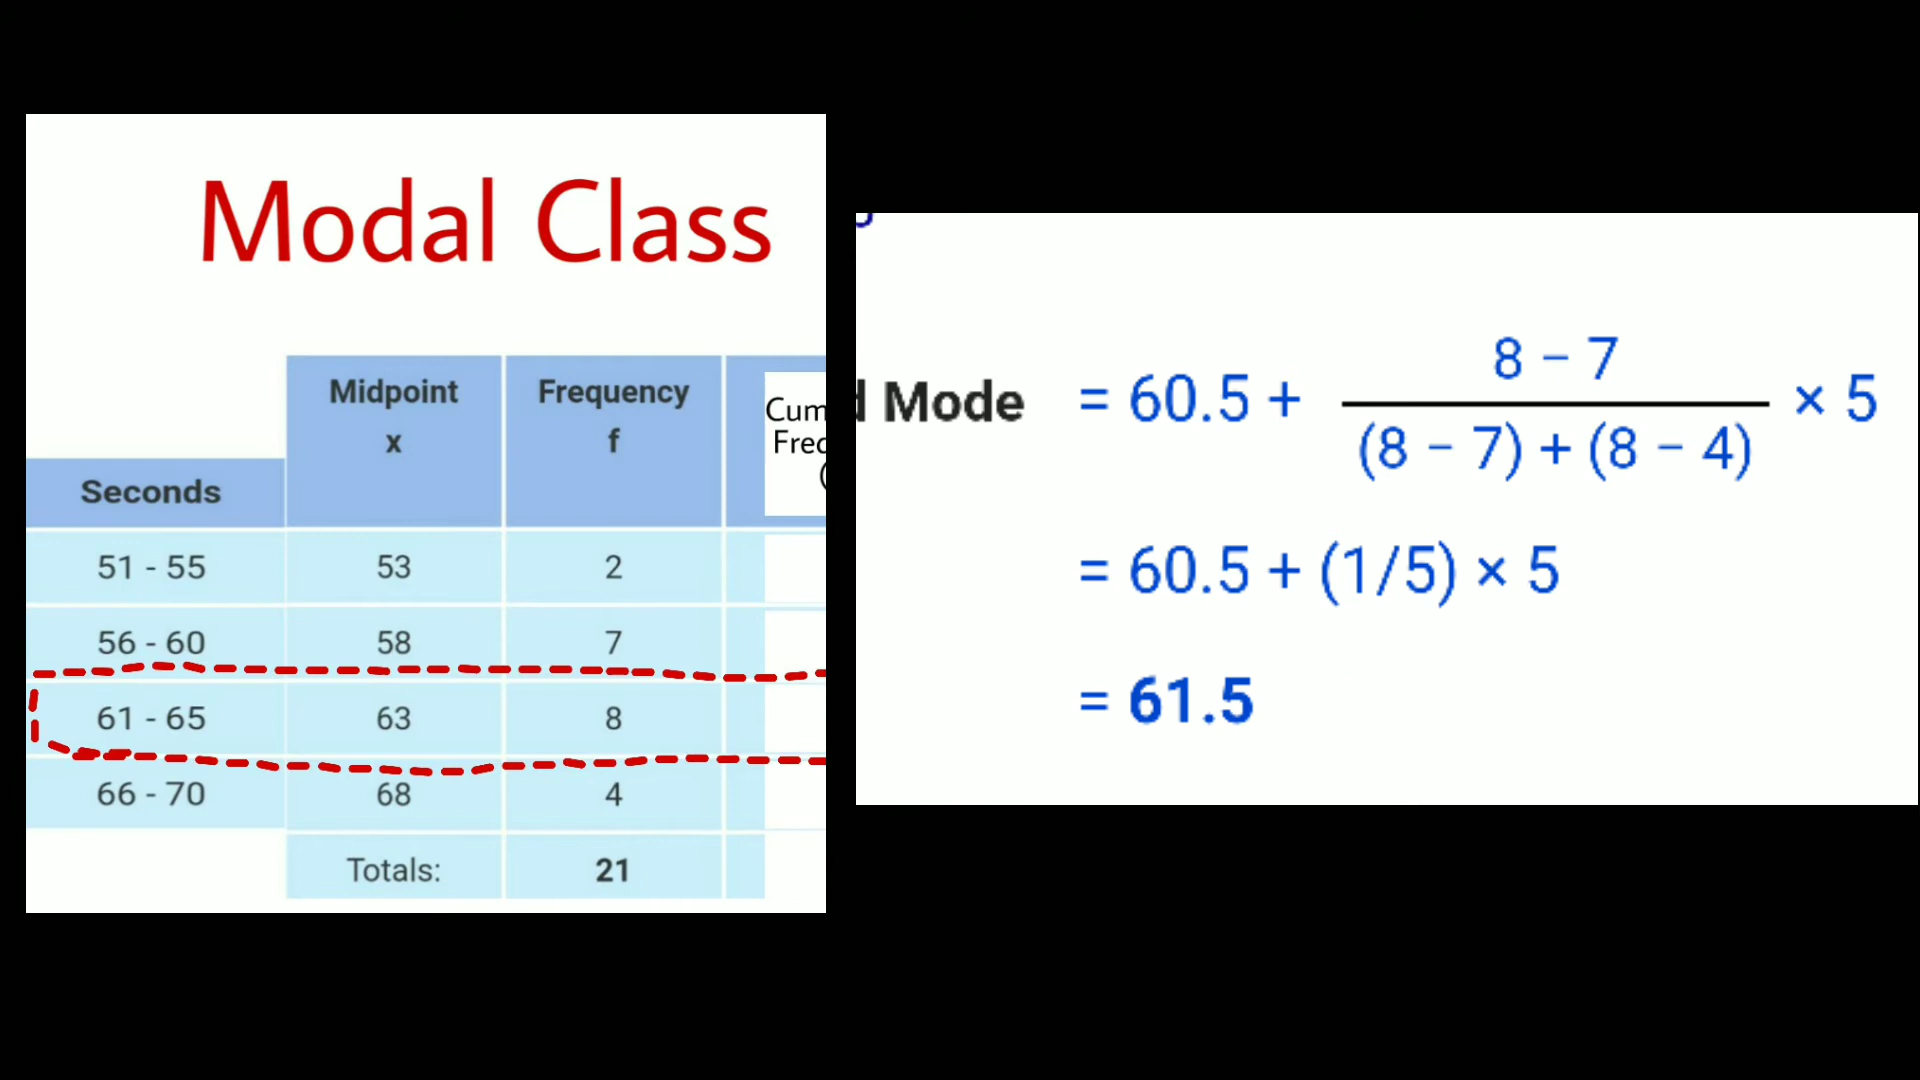 Modal Class
Midpoint x
Frequency f
Seconds
51 - 55 53 2
56 - 60 58 7
61 - 65 63 8
66 - 70 68 4
Totals: 21
Mode = 60.5 + 8 − 7 / (8 − 7) + (8 − 4) × 5
= 60.5 + (1/5) × 5
= 61.5